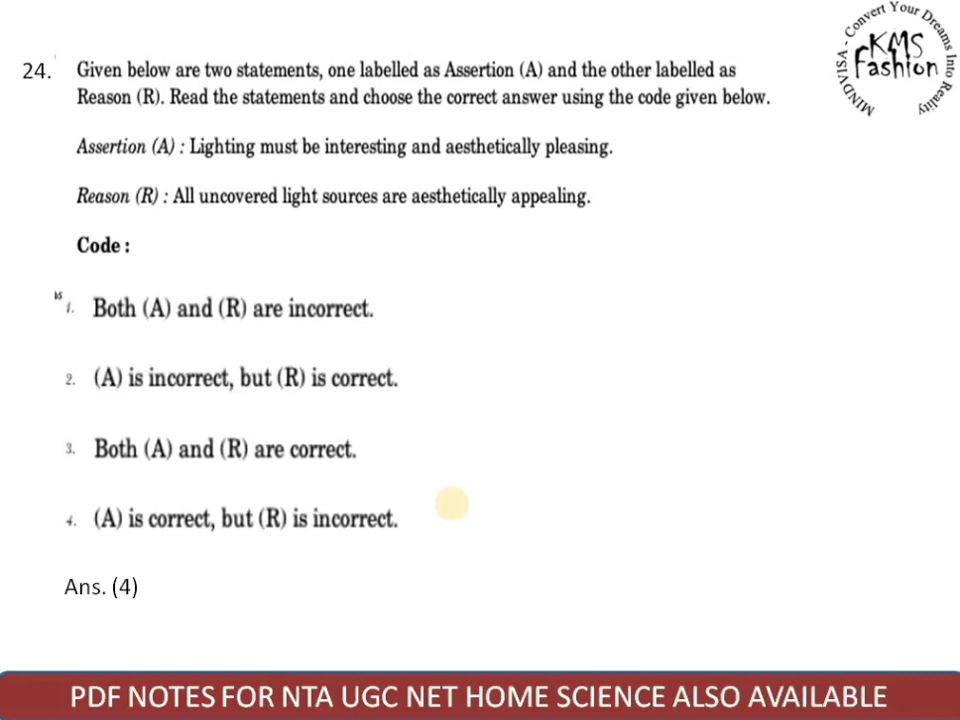 MINDVISA - Convert Your Dreams Into Reality
KMS
Fashion
24. Given below are two statements, one labelled as Assertion (A) and the other labelled as
Reason (R). Read the statements and choose the correct answer using the code given below.
Assertion (A) : Lighting must be interesting and aesthetically pleasing.
Reason (R) : All uncovered light sources are aesthetically appealing.
Code :
1. Both (A) and (R) are incorrect.
2. (A) is incorrect, but (R) is correct.
3. Both (A) and (R) are correct.
4. (A) is correct, but (R) is incorrect.
Ans. (4)
PDF NOTES FOR NTA UGC NET HOME SCIENCE ALSO AVAILABLE